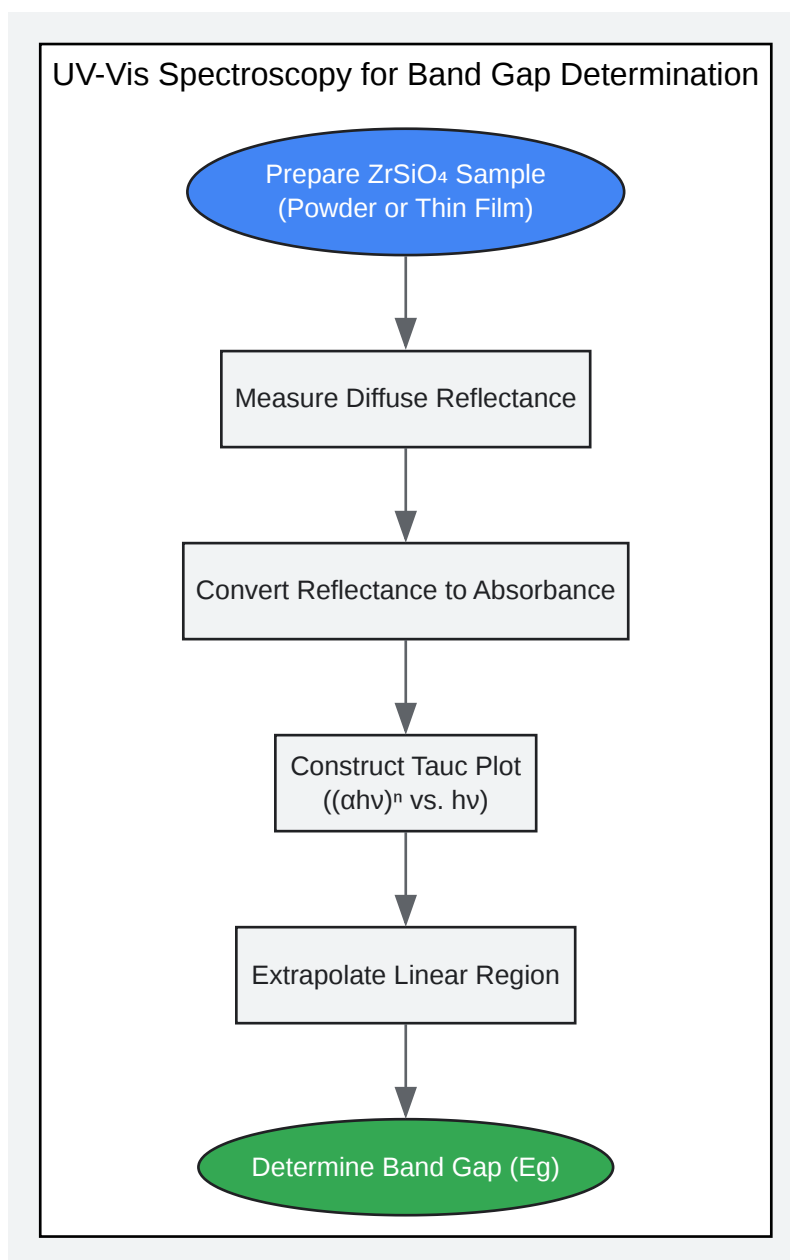 UV-Vis Spectroscopy for Band Gap Determination
Prepare ZrSiO₄ Sample
(Powder or Thin Film)
Measure Diffuse Reflectance
Convert Reflectance to Absorbance
Construct Tauc Plot
((αhν)ⁿ vs. hν)
Extrapolate Linear Region
Determine Band Gap (Eg)